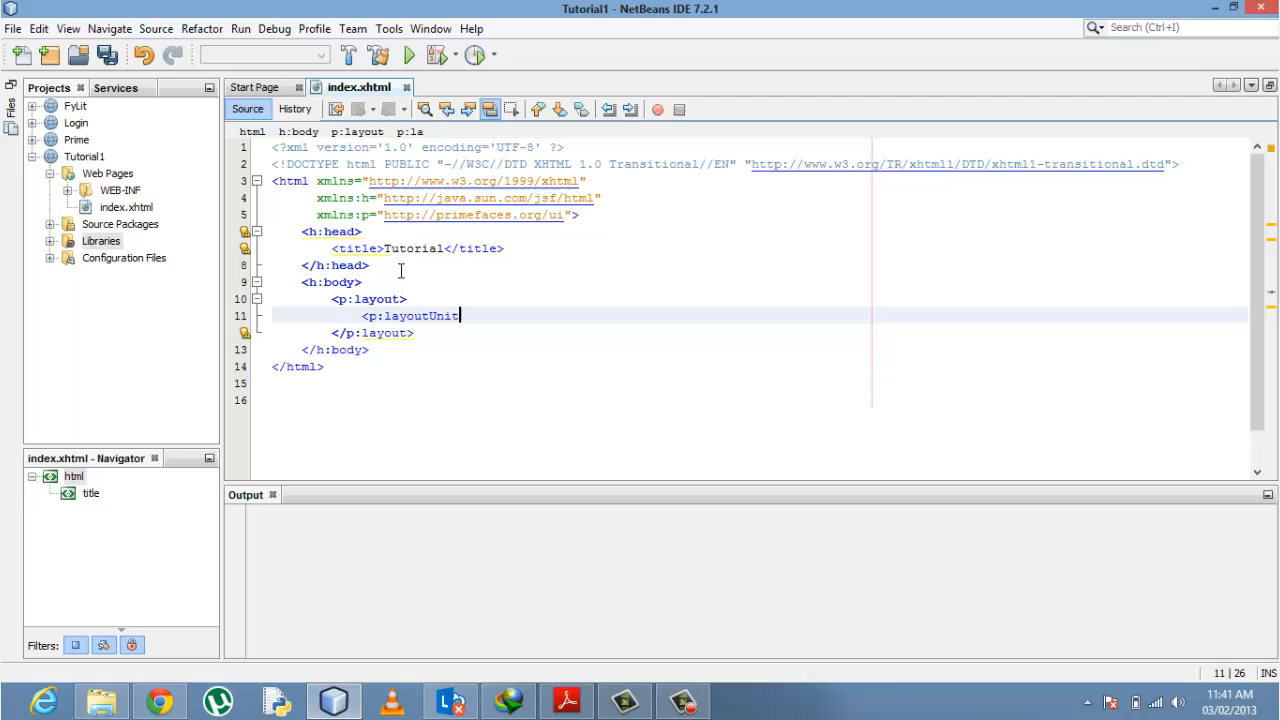 Tutorial1 - NetBeans IDE 7.2.1
File Edit View Navigate Source Refactor Run Debug Profile Team Tools Window Help
Search (Ctrl+I)
Files
Projects Services
FyLit
Login
Prime
Tutorial1
Web Pages
WEB-INF
index.xhtml
Source Packages
Libraries
Configuration Files
Start Page index.xhtml
Source History
html h:body p:layout p:la
1 <?xml version='1.0' encoding='UTF-8' ?>
2 <!DOCTYPE html PUBLIC "-//W3C//DTD XHTML 1.0 Transitional//EN" "http://www.w3.org/TR/xhtml1/DTD/xhtml1-transitional.dtd">
3 <html xmlns="http://www.w3.org/1999/xhtml"
4 xmlns:h="http://java.sun.com/jsf/html"
5 xmlns:p="http://primefaces.org/ui">
<h:head>
<title>Tutorial</title>
8 </h:head>
9 <h:body>
10 <p:layout>
11 <p:layoutUnit
</p:layout>
13 </h:body>
14 </html>
15
16
index.xhtml - Navigator
html
title
Filters:
Output
11 | 26 INS
11:41 AM
03/02/2013